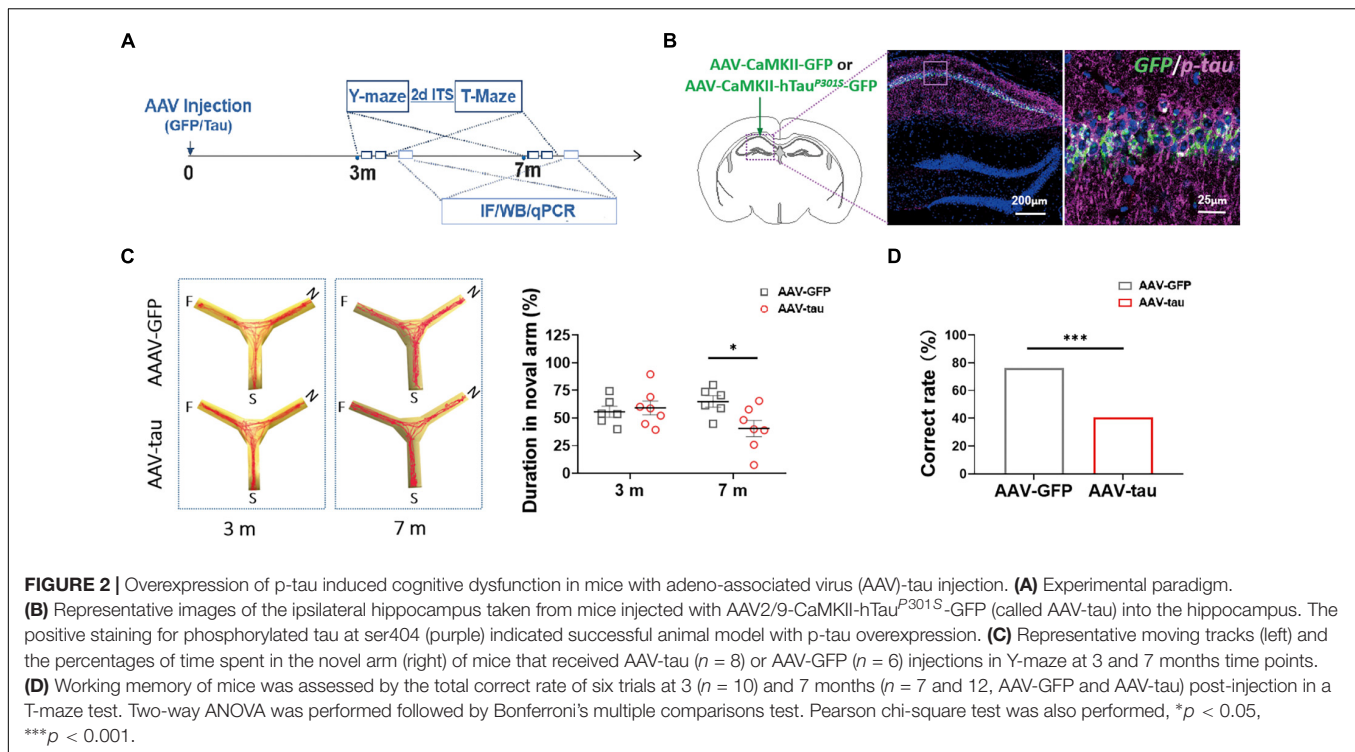 A
AAV Injection
(GFP/Tau)
Y-maze 2d ITS T-Maze
0
3m
7m
IF/WB/qPCR
B
AAV-CaMKII-GFP or
AAV-CaMKII-hTauP301S-GFP
200μm
GFP/p-tau
25μm
C
AAAV-GFP
AAV-tau
F
N
S
F
N
S
F
N
S
F
N
S
3 m
7 m
AAV-GFP
AAV-tau
Duration in noval arm (%)
125
100
75
50
25
0
*
3 m
7 m
D
AAV-GFP
AAV-tau
Correct rate (%)
100
80
60
40
20
0
***
AAV-GFP
AAV-tau
FIGURE 2 | Overexpression of p-tau induced cognitive dysfunction in mice with adeno-associated virus (AAV)-tau injection. (A) Experimental paradigm.
(B) Representative images of the ipsilateral hippocampus taken from mice injected with AAV2/9-CaMKII-hTauP301S-GFP (called AAV-tau) into the hippocampus. The
positive staining for phosphorylated tau at ser404 (purple) indicated successful animal model with p-tau overexpression. (C) Representative moving tracks (left) and
the percentages of time spent in the novel arm (right) of mice that received AAV-tau (n = 8) or AAV-GFP (n = 6) injections in Y-maze at 3 and 7 months time points.
(D) Working memory of mice was assessed by the total correct rate of six trials at 3 (n = 10) and 7 months (n = 7 and 12, AAV-GFP and AAV-tau) post-injection in a
T-maze test. Two-way ANOVA was performed followed by Bonferroni's multiple comparisons test. Pearson chi-square test was also performed, *p < 0.05,
***p < 0.001.